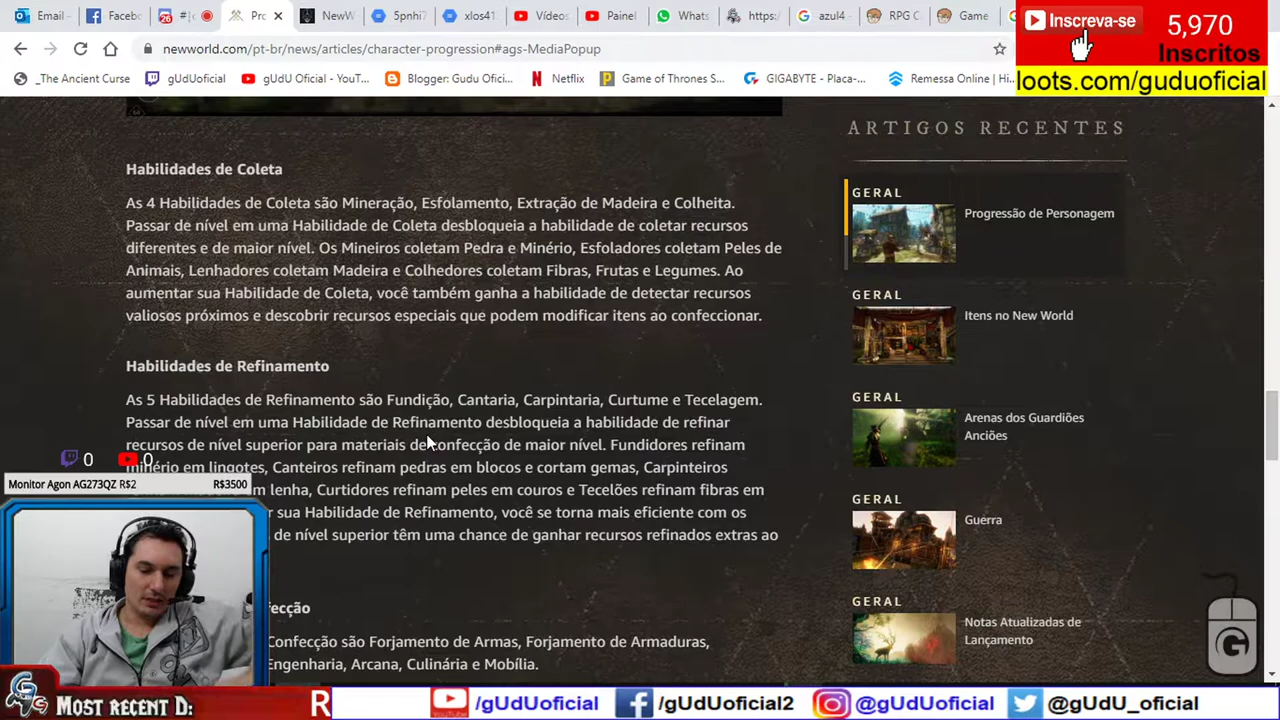 Email
Faceb
26
#
Pro
NewW
5pnhi7
xlos41
Vídeos
Painel
Whats
https:/
azul4 -
RPG C
Game
Inscreva-se
5,970
Inscritos
loots.com/guduoficial
newworld.com/pt-br/news/articles/character-progression#ags-MediaPopup
_The Ancient Curse
gUdUoficial
gUdU Oficial - YouT...
Blogger: Gudu Ofici...
Netflix
Game of Thrones S...
GIGABYTE - Placa-...
Remessa Online | Hi...
Habilidades de Coleta
As 4 Habilidades de Coleta são Mineração, Esfolamento, Extração de Madeira e Colheita.
Passar de nível em uma Habilidade de Coleta desbloqueia a habilidade de coletar recursos
diferentes e de maior nível. Os Mineiros coletam Pedra e Minério, Esfoladores coletam Peles de
Animais, Lenhadores coletam Madeira e Colhedores coletam Fibras, Frutas e Legumes. Ao
aumentar sua Habilidade de Coleta, você também ganha a habilidade de detectar recursos
valiosos próximos e descobrir recursos especiais que podem modificar itens ao confeccionar.
Habilidades de Refinamento
As 5 Habilidades de Refinamento são Fundição, Cantaria, Carpintaria, Curtume e Tecelagem.
Passar de nível em uma Habilidade de Refinamento desbloqueia a habilidade de refinar
recursos de nível superior para materiais de confecção de maior nível. Fundidores refinam
minério em lingotes, Canteiros refinam pedras em blocos e cortam gemas, Carpinteiros
m lenha, Curtidores refinam peles em couros e Tecelões refinam fibras em
r sua Habilidade de Refinamento, você se torna mais eficiente com os
de nível superior têm uma chance de ganhar recursos refinados extras ao
fecção
Confecção são Forjamento de Armas, Forjamento de Armaduras,
Engenharia, Arcana, Culinária e Mobília.
ARTIGOS RECENTES
GERAL
Progressão de Personagem
GERAL
Itens no New World
GERAL
Arenas dos Guardiões
Anciões
GERAL
Guerra
GERAL
Notas Atualizadas de
Lançamento
0
0
Monitor Agon AG273QZ R$2 R$3500
G
Most recent D:
R
/gUdUoficial
/gUdUoficial2
@gUdUoficial
@gUdU_oficial